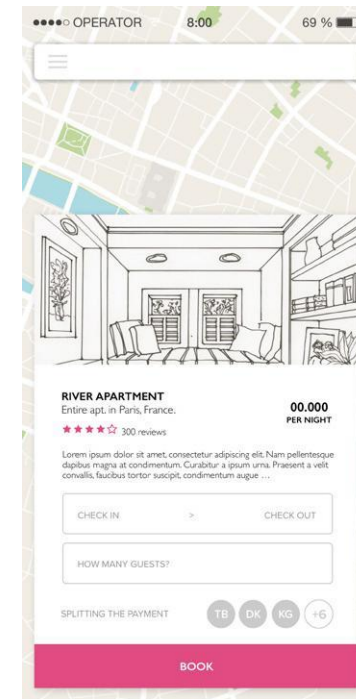 OPERATOR 8:00 69 %
RIVER APARTMENT
Entire apt. in Paris, France.
300 reviews
00.000
PER NIGHT
Lorem ipsum dolor sit amet, consectetur adipiscing elit. Nam pellentesque
dapibus magna at condimentum. Curabitur a ipsum urna. Praesent a velit
convallis, faucibus tortor suscipit, condimentum augue …
CHECK IN > CHECK OUT
HOW MANY GUESTS?
SPLITTING THE PAYMENT TB DK KG +6
BOOK